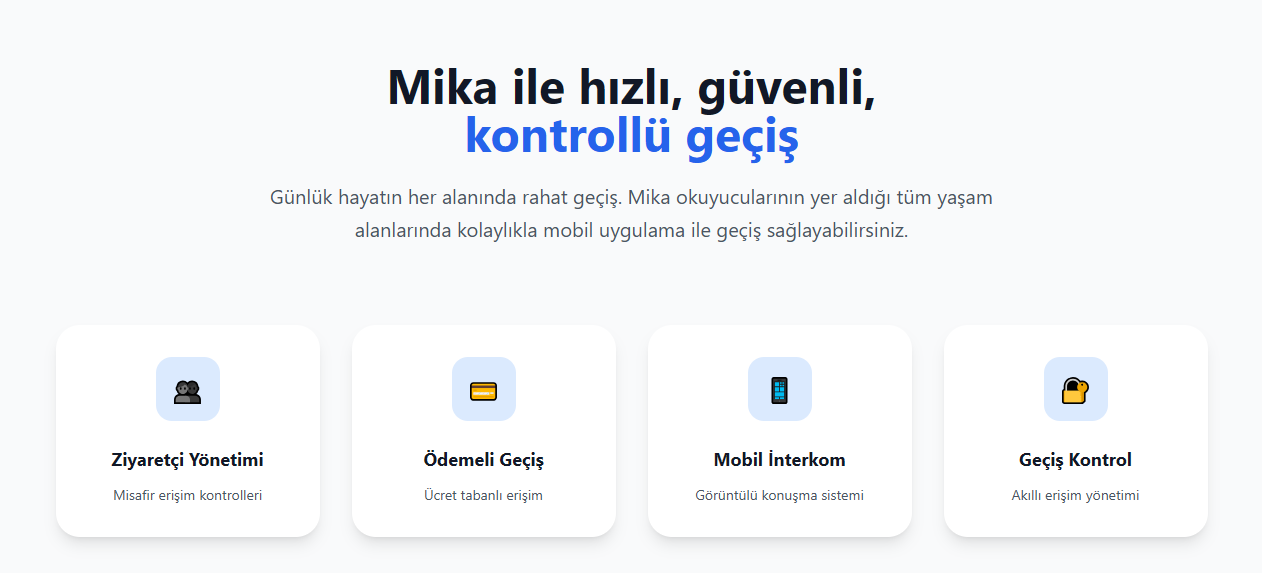 Mika ile hızlı, güvenli,
kontrollü geçiş
Günlük hayatın her alanında rahat geçiş. Mika okuyucularının yer aldığı tüm yaşam
alanlarında kolaylıkla mobil uygulama ile geçiş sağlayabilirsiniz.
Ziyaretçi Yönetimi
Misafir erişim kontrolleri
Ödemeli Geçiş
Ücret tabanlı erişim
Mobil İnterkom
Görüntülü konuşma sistemi
Geçiş Kontrol
Akıllı erişim yönetimi